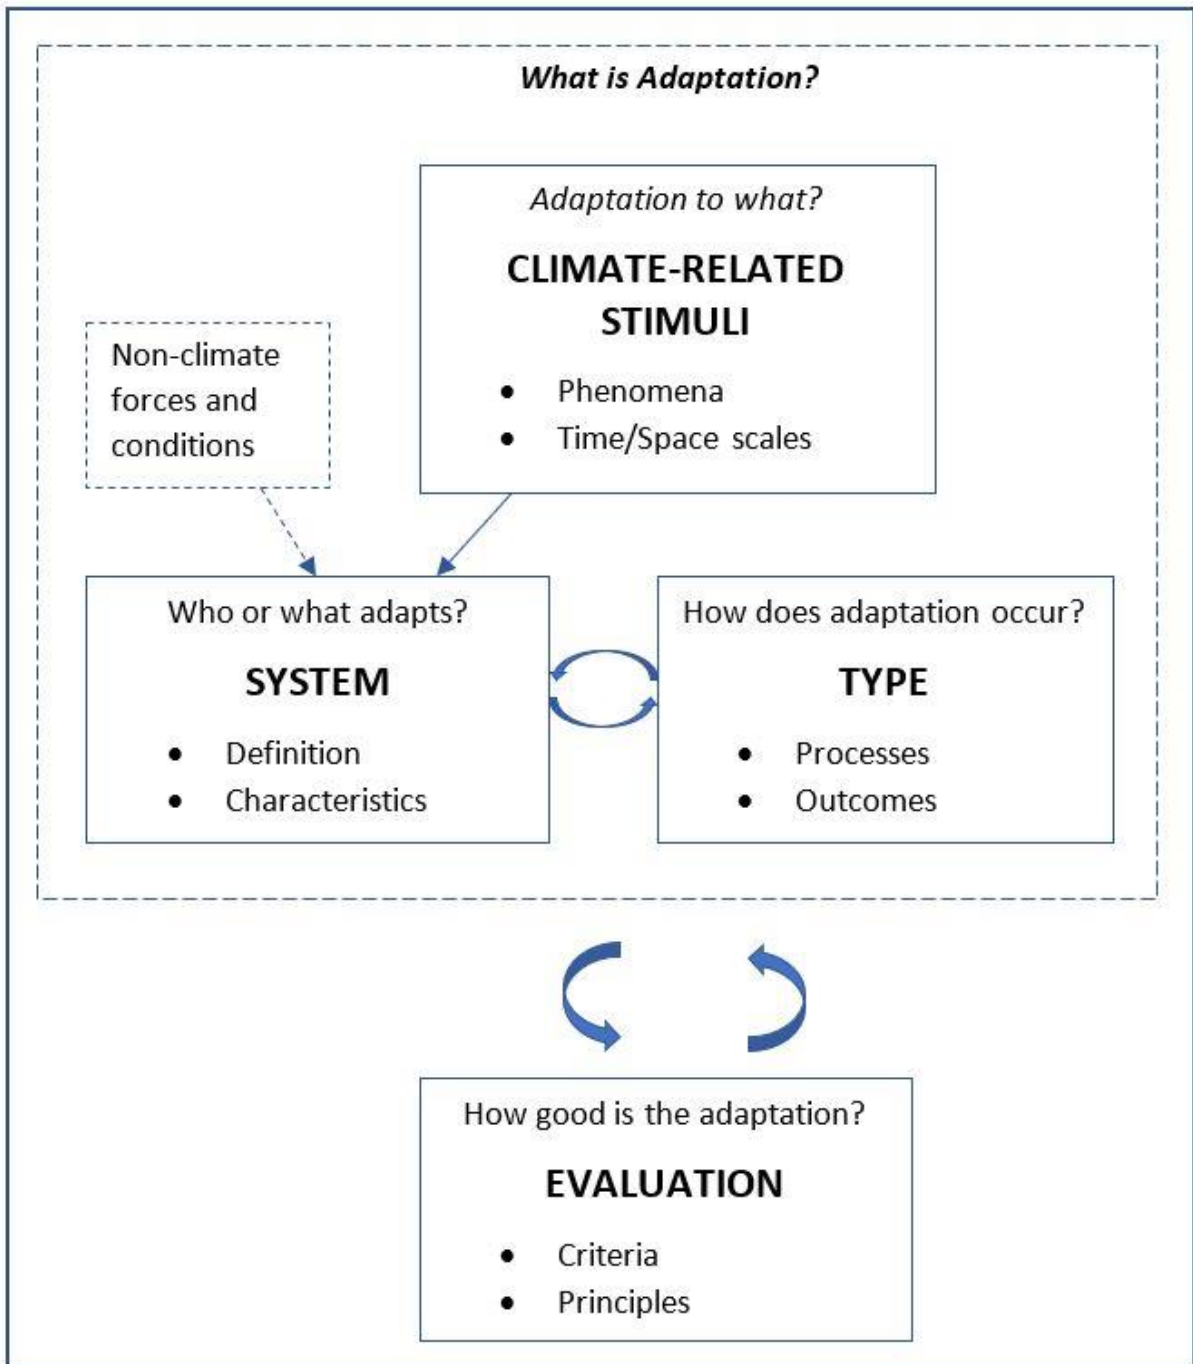 What is Adaptation?
Adaptation to what?
CLIMATE-RELATED
STIMULI
• Phenomena
• Time/Space scales
Non-climate
forces and
conditions
Who or what adapts?
SYSTEM
• Definition
• Characteristics
How does adaptation occur?
TYPE
• Processes
• Outcomes
How good is the adaptation?
EVALUATION
• Criteria
• Principles